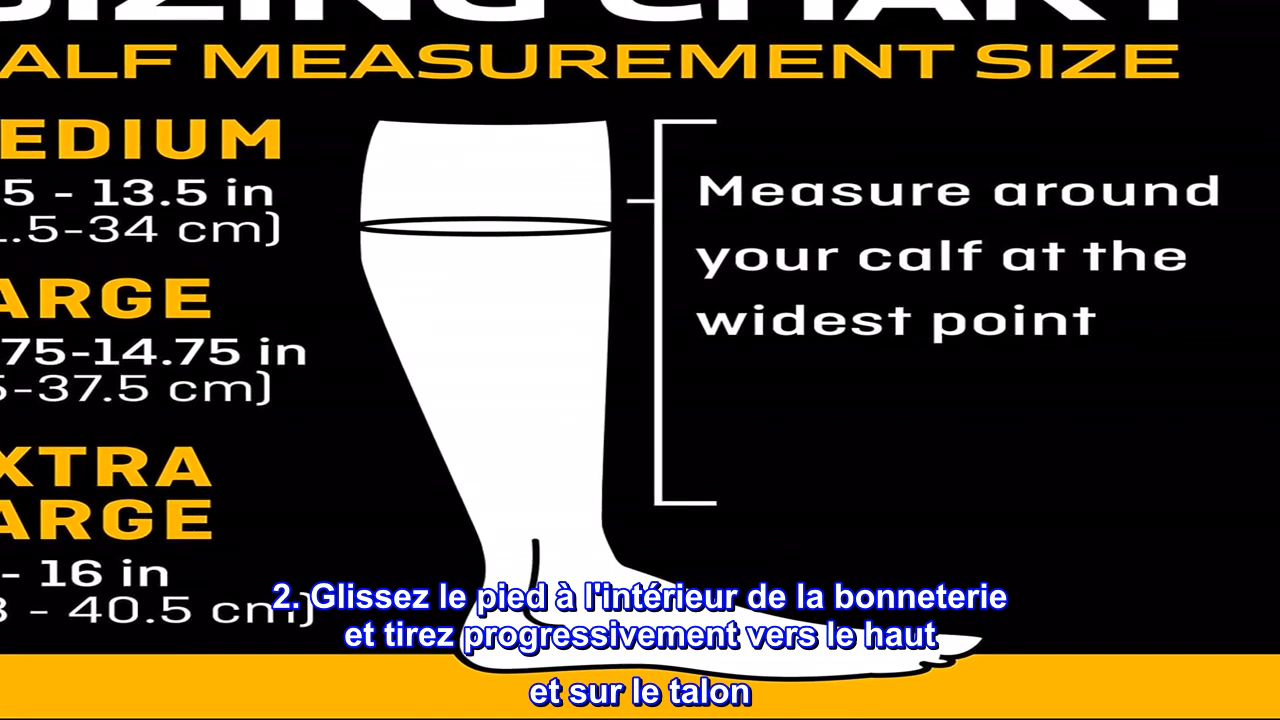 SIZING CHART
ALF MEASUREMENT SIZE
EDIUM
5 - 13.5 in
.5-34 cm)
ARGE
75-14.75 in
-37.5 cm)
XTRA
ARGE
- 16 in
- 40.5 cm)
Measure around
your calf at the
widest point
2. Glissez le pied à l'intérieur de la bonneterie
et tirez progressivement vers le haut
et sur le talon